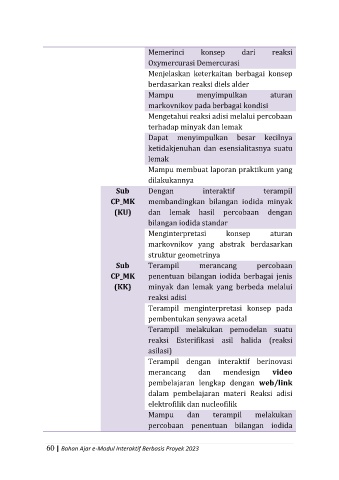 Memerinci konsep dari reaksi
Oxymercurasi Demercurasi
Menjelaskan keterkaitan berbagai konsep
berdasarkan reaksi diels alder
Mampu menyimpulkan aturan
markovnikov pada berbagai kondisi
Mengetahui reaksi adisi melalui percobaan
terhadap minyak dan lemak
Dapat menyimpulkan besar kecilnya
ketidakjenuhan dan esensialitasnya suatu
lemak
Mampu membuat laporan praktikum yang
dilakukannya
Sub
CP_MK
(KU)
Dengan interaktif terampil
membandingkan bilangan iodida minyak
dan lemak hasil percobaan dengan
bilangan iodida standar
Menginterpretasi konsep aturan
markovnikov yang abstrak berdasarkan
struktur geometrinya
Sub
CP_MK
(KK)
Terampil merancang percobaan
penentuan bilangan iodida berbagai jenis
minyak dan lemak yang berbeda melalui
reaksi adisi
Terampil menginterpretasi konsep pada
pembentukan senyawa acetal
Terampil melakukan pemodelan suatu
reaksi Esterifikasi asil halida (reaksi
asilasi)
Terampil dengan interaktif berinovasi
merancang dan mendesign video
pembelajaran lengkap dengan web/link
dalam pembelajaran materi Reaksi adisi
elektrofilik dan nucleofilik
Mampu dan terampil melakukan
percobaan penentuan bilangan iodida
60 | Bahan Ajar e-Modul Interaktif Berbasis Proyek 2023